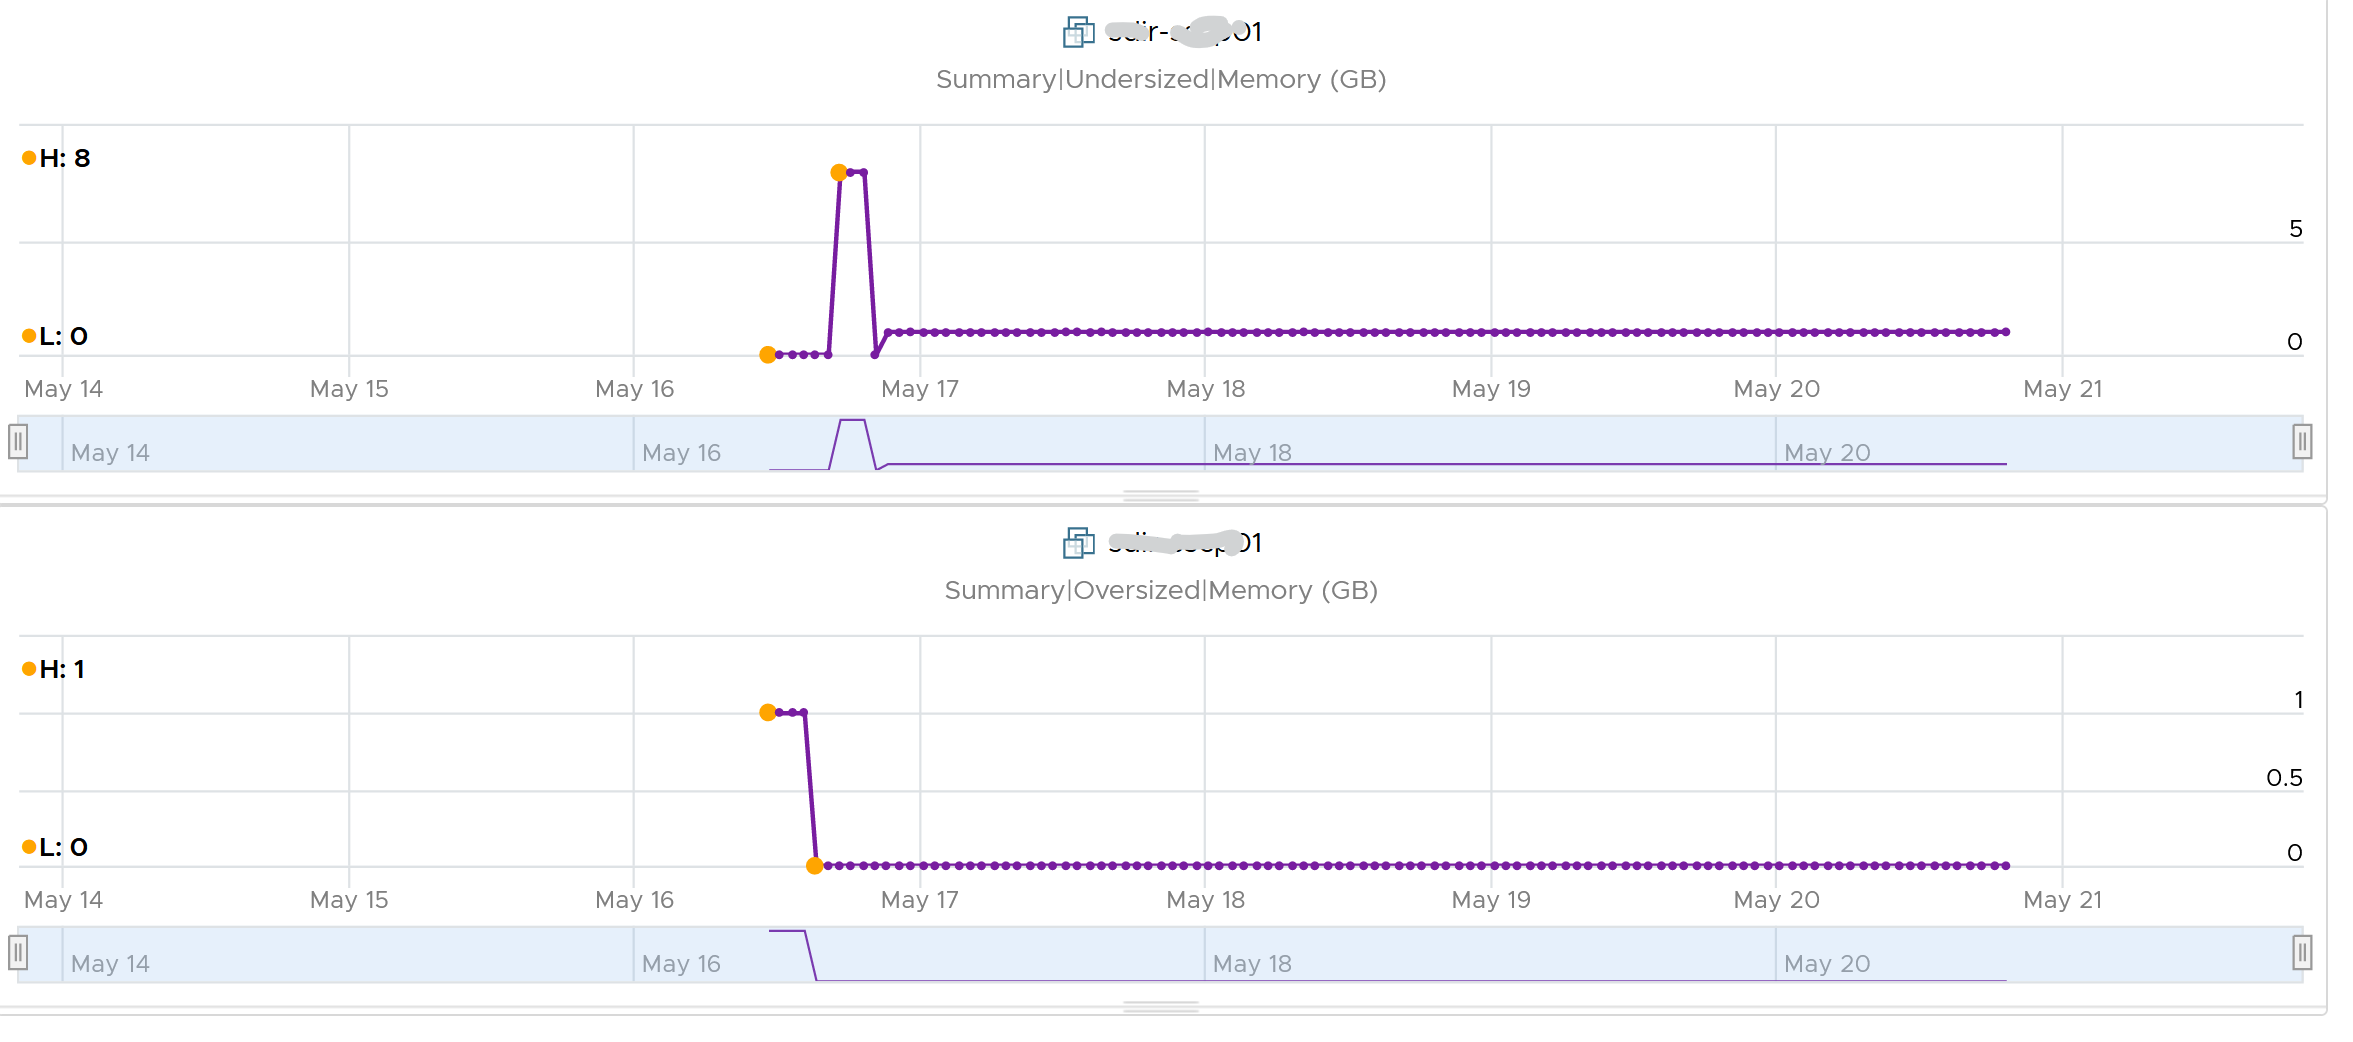 Summary|Undersized|Memory (GB)
H: 8
5
L: 0
0
May 14 May 15 May 16 May 17 May 18 May 19 May 20 May 21
May 14 May 16 May 18 May 20
Summary|Oversized|Memory (GB)
H: 1
1
0.5
L: 0
0
May 14 May 15 May 16 May 17 May 18 May 19 May 20 May 21
May 14 May 16 May 18 May 20